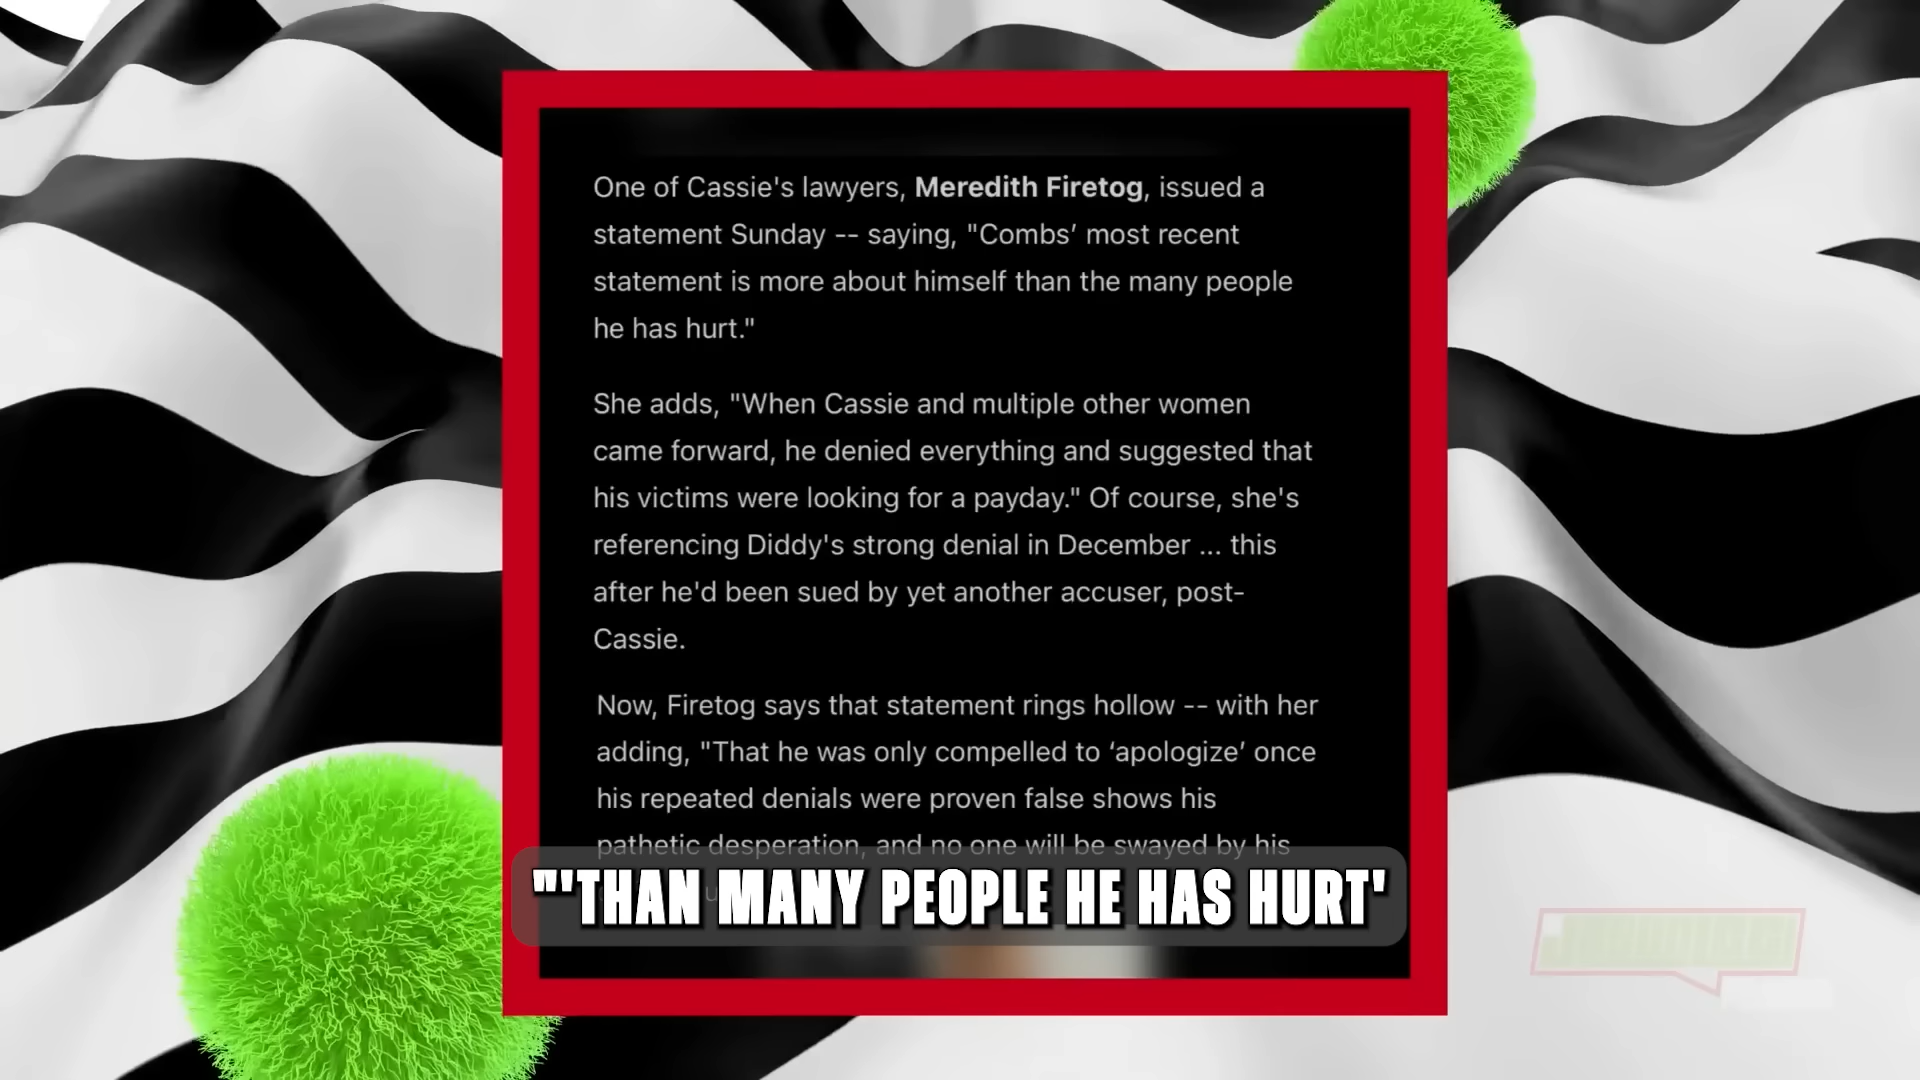 One of Cassie's lawyers, Meredith Firetog, issued a
statement Sunday -- saying, "Combs’ most recent
statement is more about himself than the many people
he has hurt."
She adds, "When Cassie and multiple other women
came forward, he denied everything and suggested that
his victims were looking for a payday." Of course, she's
referencing Diddy's strong denial in December ... this
after he'd been sued by yet another accuser, post-
Cassie.
Now, Firetog says that statement rings hollow -- with her
adding, "That he was only compelled to ‘apologize’ once
his repeated denials were proven false shows his
pathetic desperation, and no one will be swayed by his
"'THAN MANY PEOPLE HE HAS HURT'